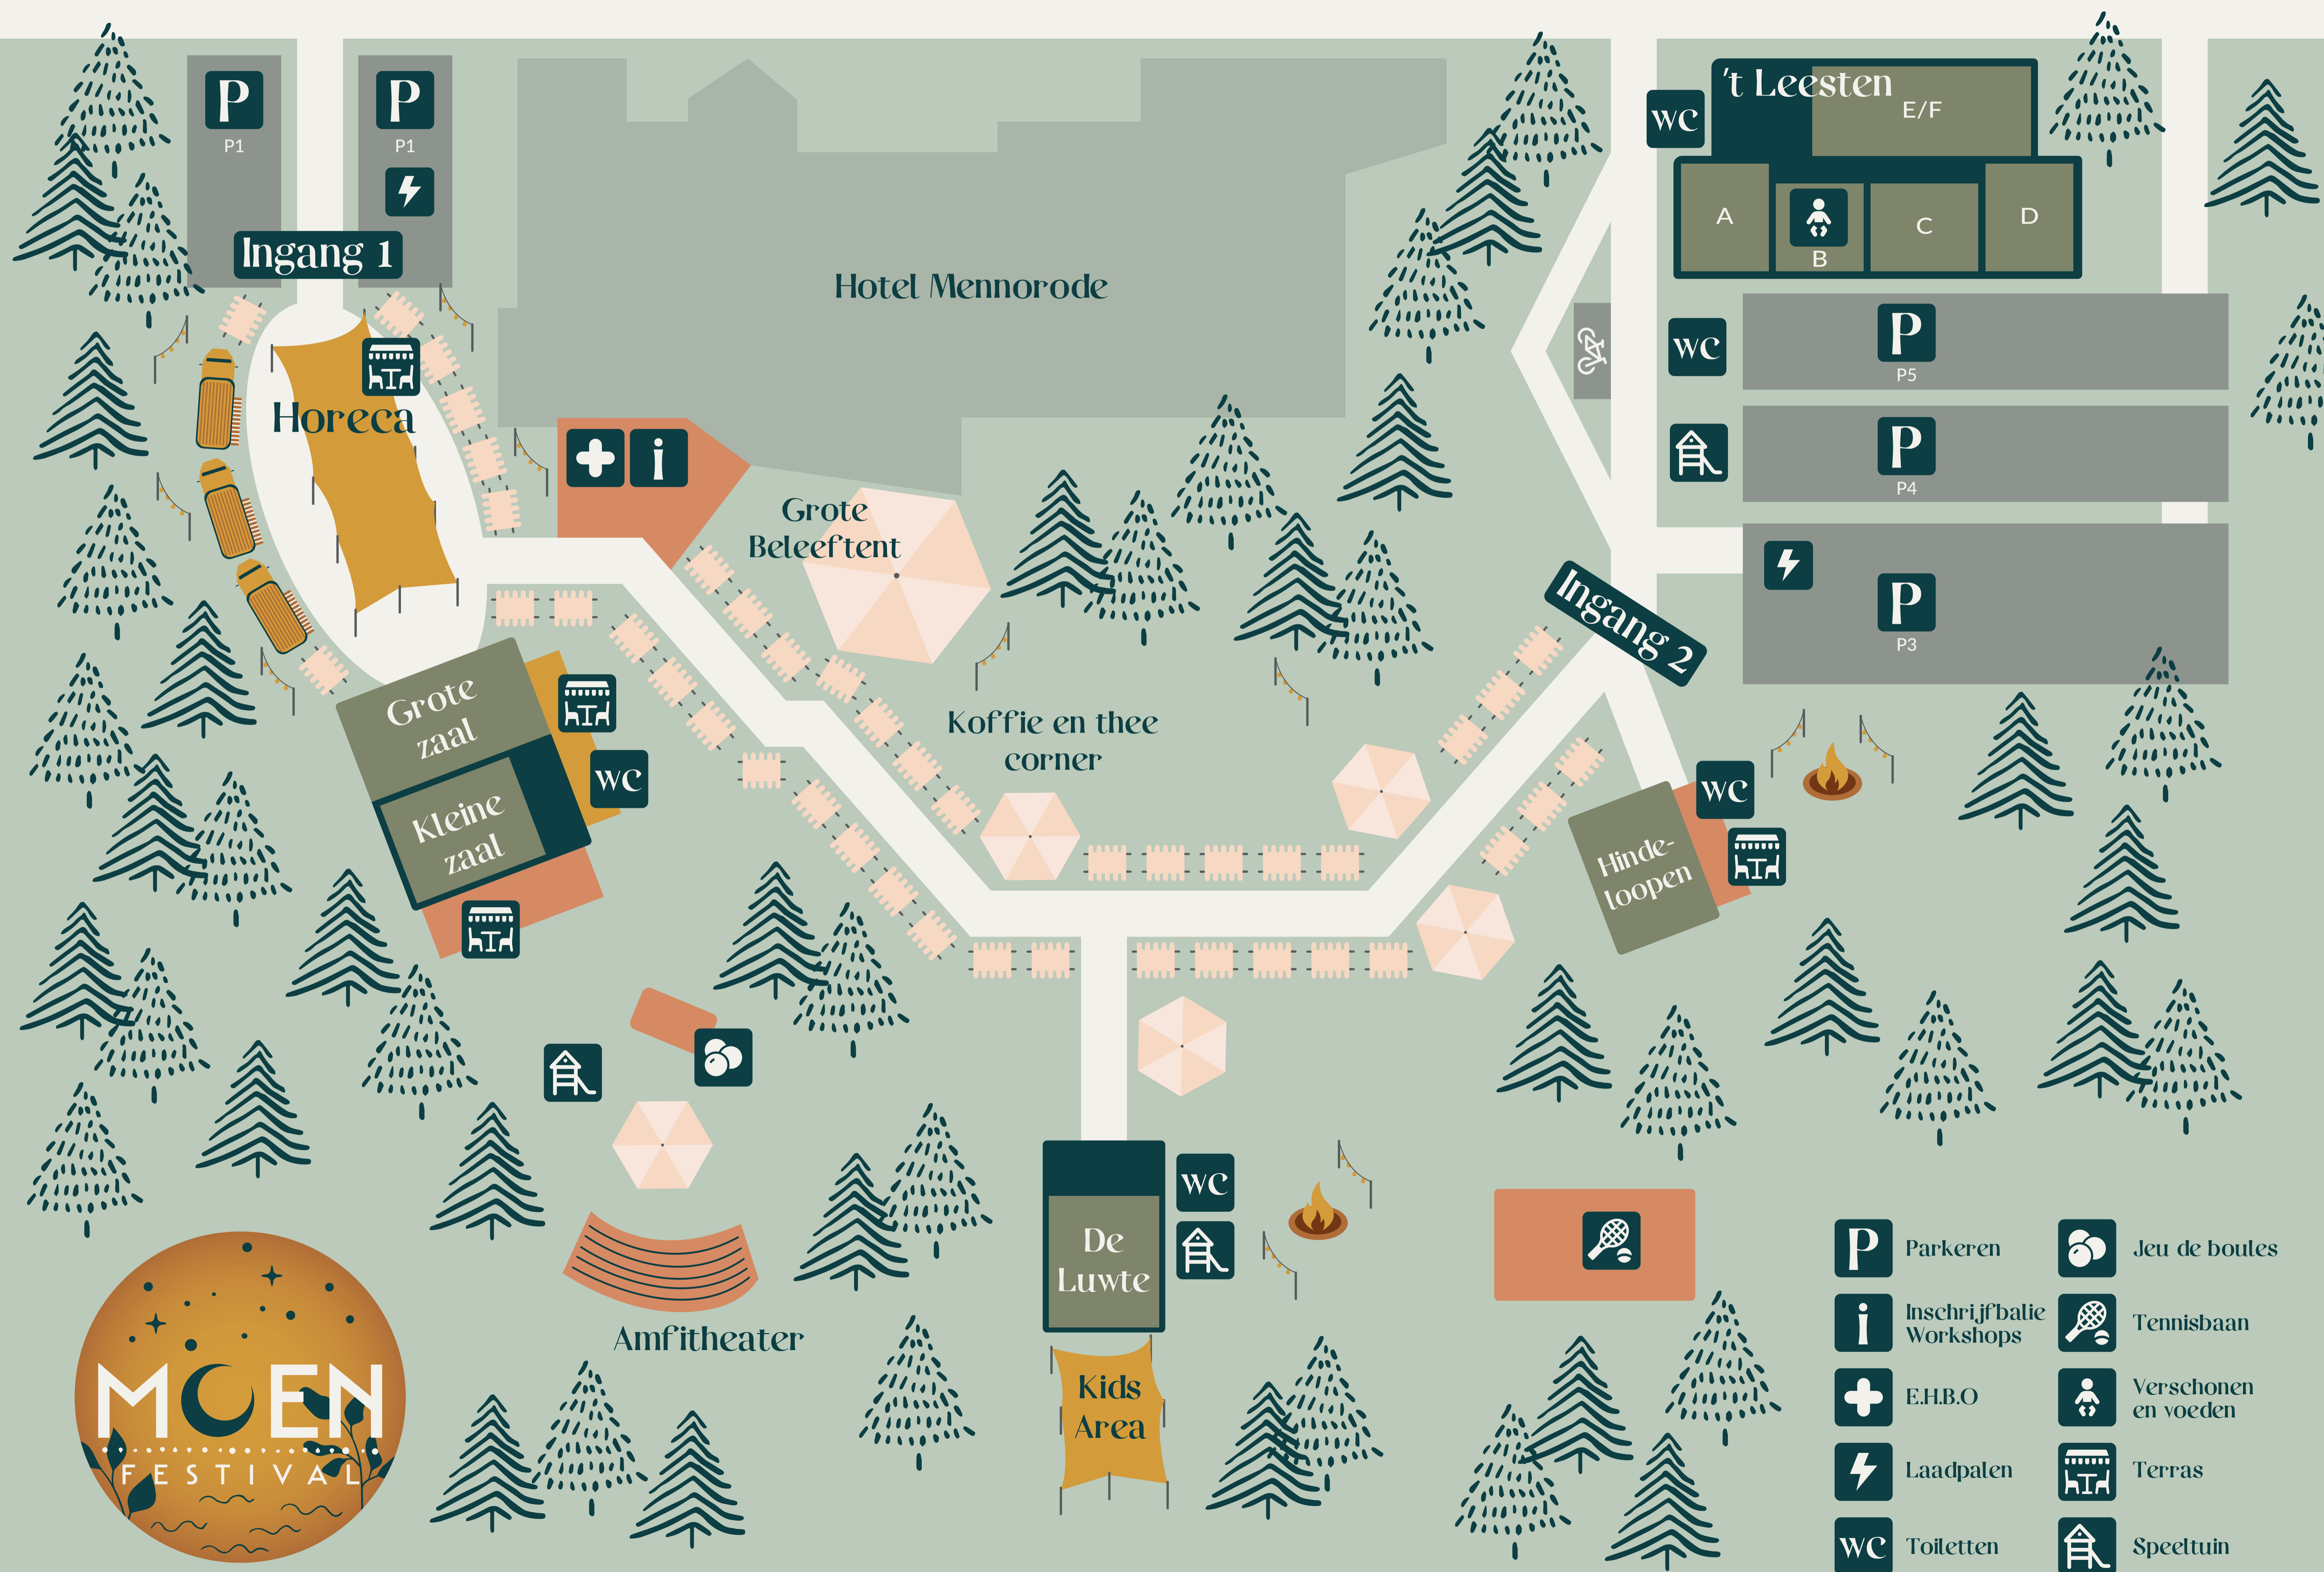 P
P1
P
P1
Ingang 1
Horeca
Hotel Mennorode
i
Grote
Beleeftent
Koffie en thee
corner
Grote
zaal
Kleine
zaal
WC
WC
't Leesten
E/F
A
B
C
D
WC
P
P5
P
P4
P
P3
Ingang 2
WC
Hinde-
loopen
WC
De
Luwte
Kids
Area
Amfitheater
MOEN
FESTIVAL
P
Parkeren
i
Inschrijfbalie
Workshops
E.H.B.O
Laadpalen
WC
Toiletten
Jeu de boules
Tennisbaan
Verschonen
en voeden
Terras
Speeltuin